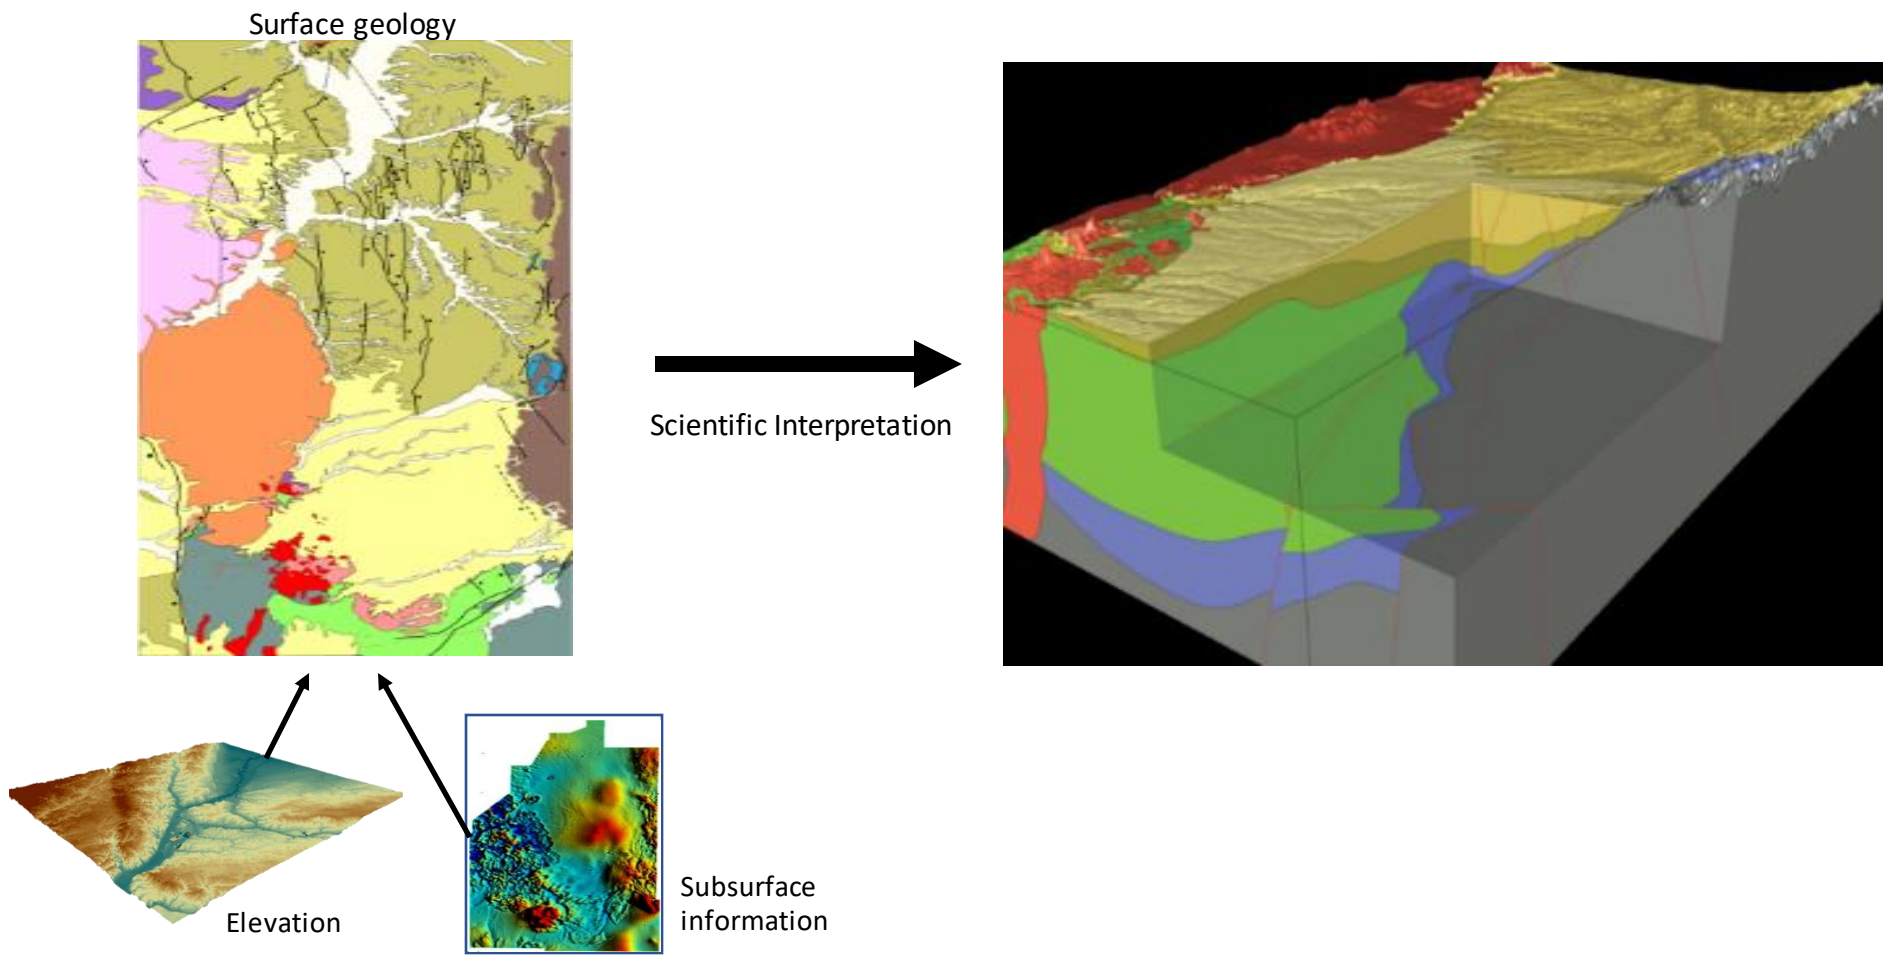 Surface geology
Scientific Interpretation
Elevation
Subsurface
information